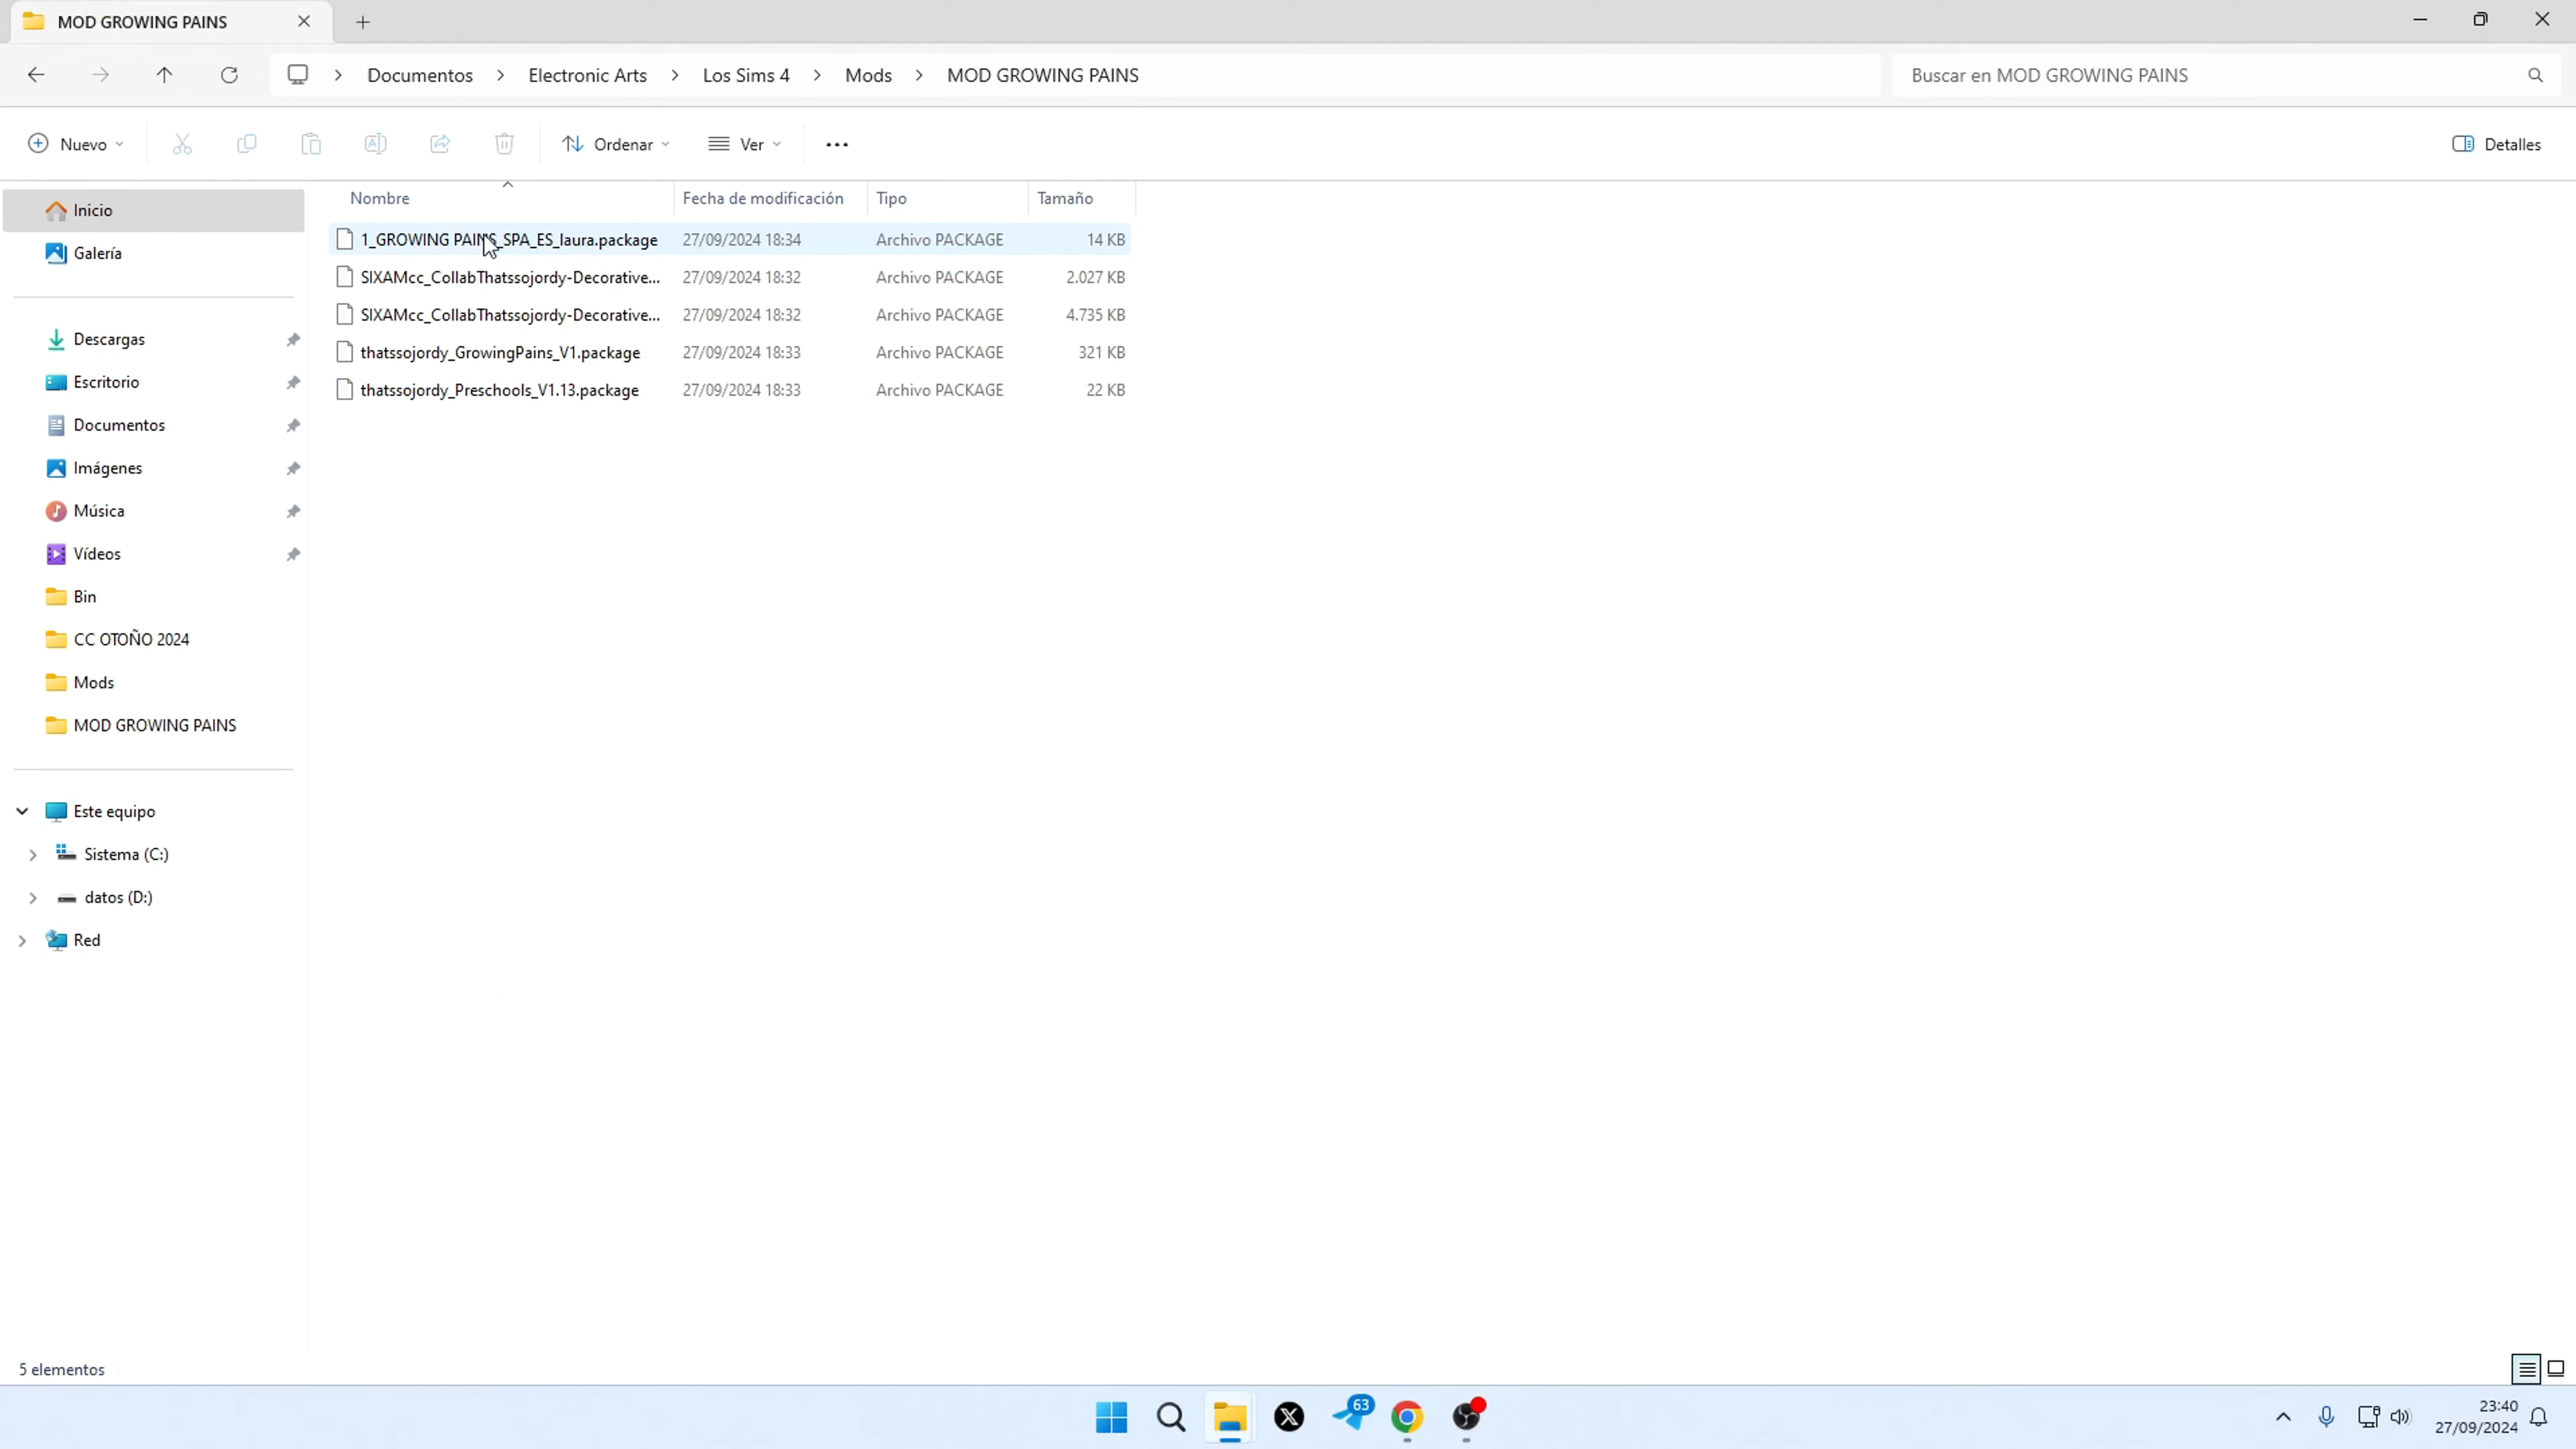 MOD GROWING PAINS
Documentos > Electronic Arts > Los Sims 4 > Mods > MOD GROWING PAINS
Buscar en MOD GROWING PAINS
Nuevo
Ordenar
Ver
Detalles
Nombre Fecha de modificación Tipo Tamaño
1_GROWING PAINS_SPA_ES_laura.package 27/09/2024 18:34 Archivo PACKAGE 14 KB
SIXAMcc_CollabThatssojordy-Decorative... 27/09/2024 18:32 Archivo PACKAGE 2.027 KB
SIXAMcc_CollabThatssojordy-Decorative... 27/09/2024 18:32 Archivo PACKAGE 4.735 KB
thatssojordy_GrowingPains_V1.package 27/09/2024 18:33 Archivo PACKAGE 321 KB
thatssojordy_Preschools_V1.13.package 27/09/2024 18:33 Archivo PACKAGE 22 KB
Inicio
Galería
Descargas
Escritorio
Documentos
Imágenes
Música
Vídeos
Bin
CC OTOÑO 2024
Mods
MOD GROWING PAINS
Este equipo
Sistema (C:)
datos (D:)
Red
5 elementos
63
23:40
27/09/2024